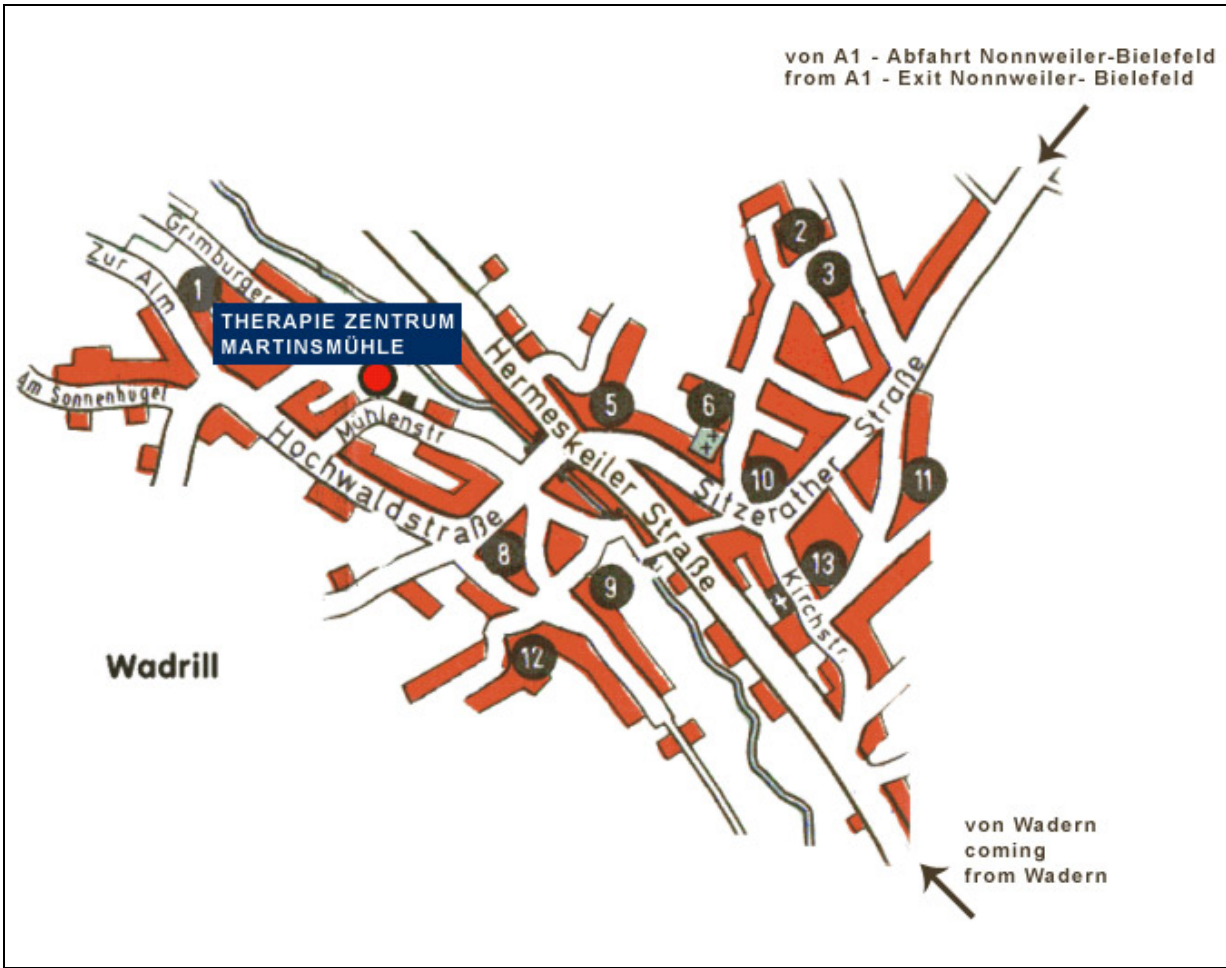 von A1 - Abfahrt Nonnweiler-Bielefeld
from A1 - Exit Nonnweiler- Bielefeld
Grimburger
Zur Alm
1
2
3
THERAPIE ZENTRUM
MARTINSMÜHLE
Am Sonnenhugel
Mühlenstr
Hochwaldstraße
Hermeskeiler Straße
5
6
Sitzerather Straße
10
11
8
9
13
Kirchstr.
12
Wadrill
von Wadern
coming
from Wadern